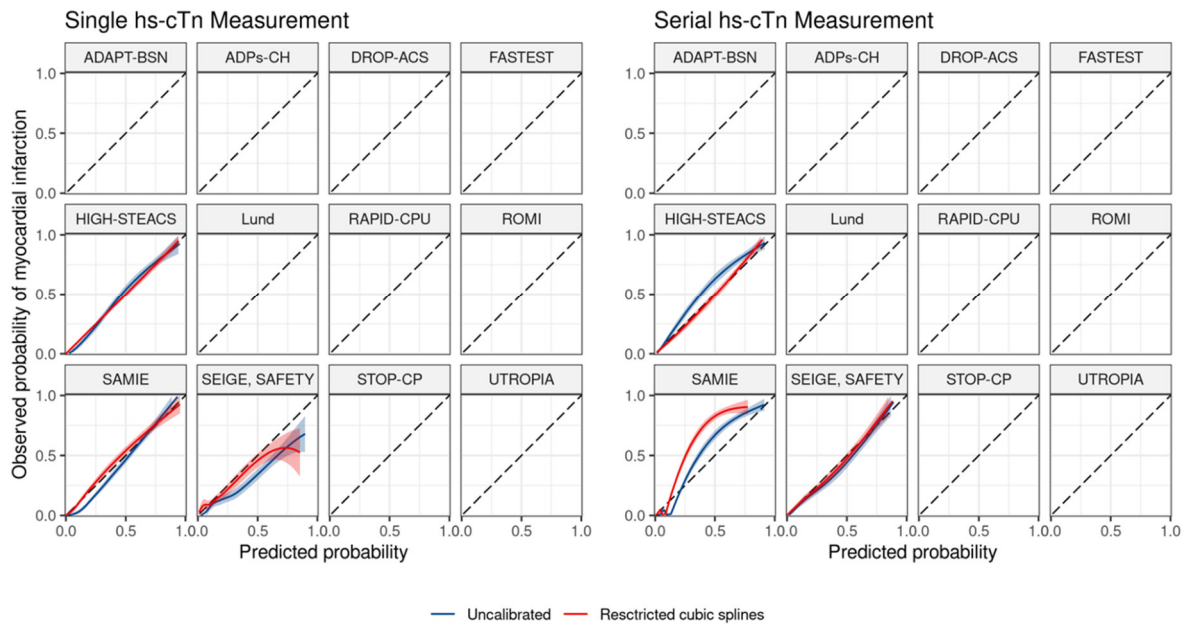 Single hs-cTn Measurement
Serial hs-cTn Measurement
Observed probability of myocardial infarction
ADAPT-BSN ADPs-CH DROP-ACS FASTEST
ADAPT-BSN ADPs-CH DROP-ACS FASTEST
1.0
0.5
0.0
1.0
0.5
0.0
HIGH-STEACS Lund RAPID-CPU ROMI
HIGH-STEACS Lund RAPID-CPU ROMI
1.0
0.5
0.0
1.0
0.5
0.0
SAMIE SEIGE, SAFETY STOP-CP UTROPIA
SAMIE SEIGE, SAFETY STOP-CP UTROPIA
1.0
0.5
0.0
1.0
0.5
0.0
0.0 0.5 1.0.0 0.5 1.0.0 0.5 1.0.0 0.5 1.0
0.0 0.5 1.0.0 0.5 1.0.0 0.5 1.0.0 0.5 1.0
Predicted probability
Predicted probability
Uncalibrated Resctricted cubic splines